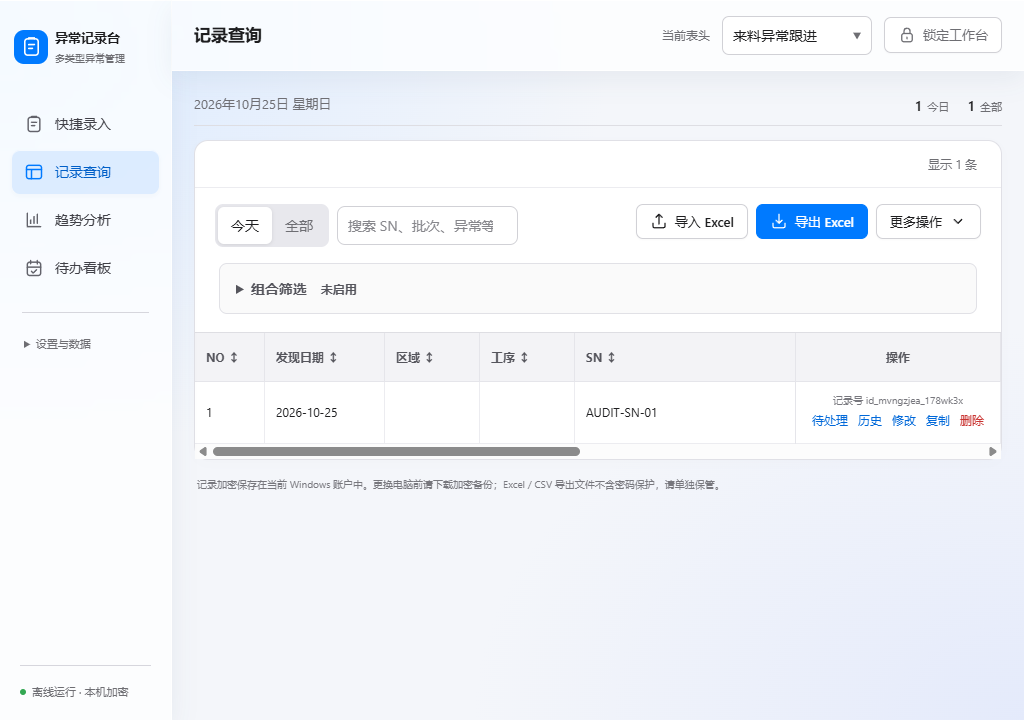 异常记录台
多类型异常管理
快捷录入
记录查询
趋势分析
待办看板
设置与数据
离线运行 · 本机加密
记录查询
当前表头
来料异常跟进
锁定工作台
2026年10月25日 星期日
1 今日 1 全部
显示 1 条
今天 全部 搜索 SN、批次、异常等 导入 Excel 导出 Excel 更多操作
组合筛选 未启用
NO 发现日期 区域 工序 SN 操作
记录号 id_mvngzjea_178wk3x
1 2026-10-25 AUDIT-SN-01
待处理 历史 修改 复制 删除
记录加密保存在当前 Windows 账户中。更换电脑前请下载加密备份；Excel / CSV 导出文件不含密码保护，请单独保管。